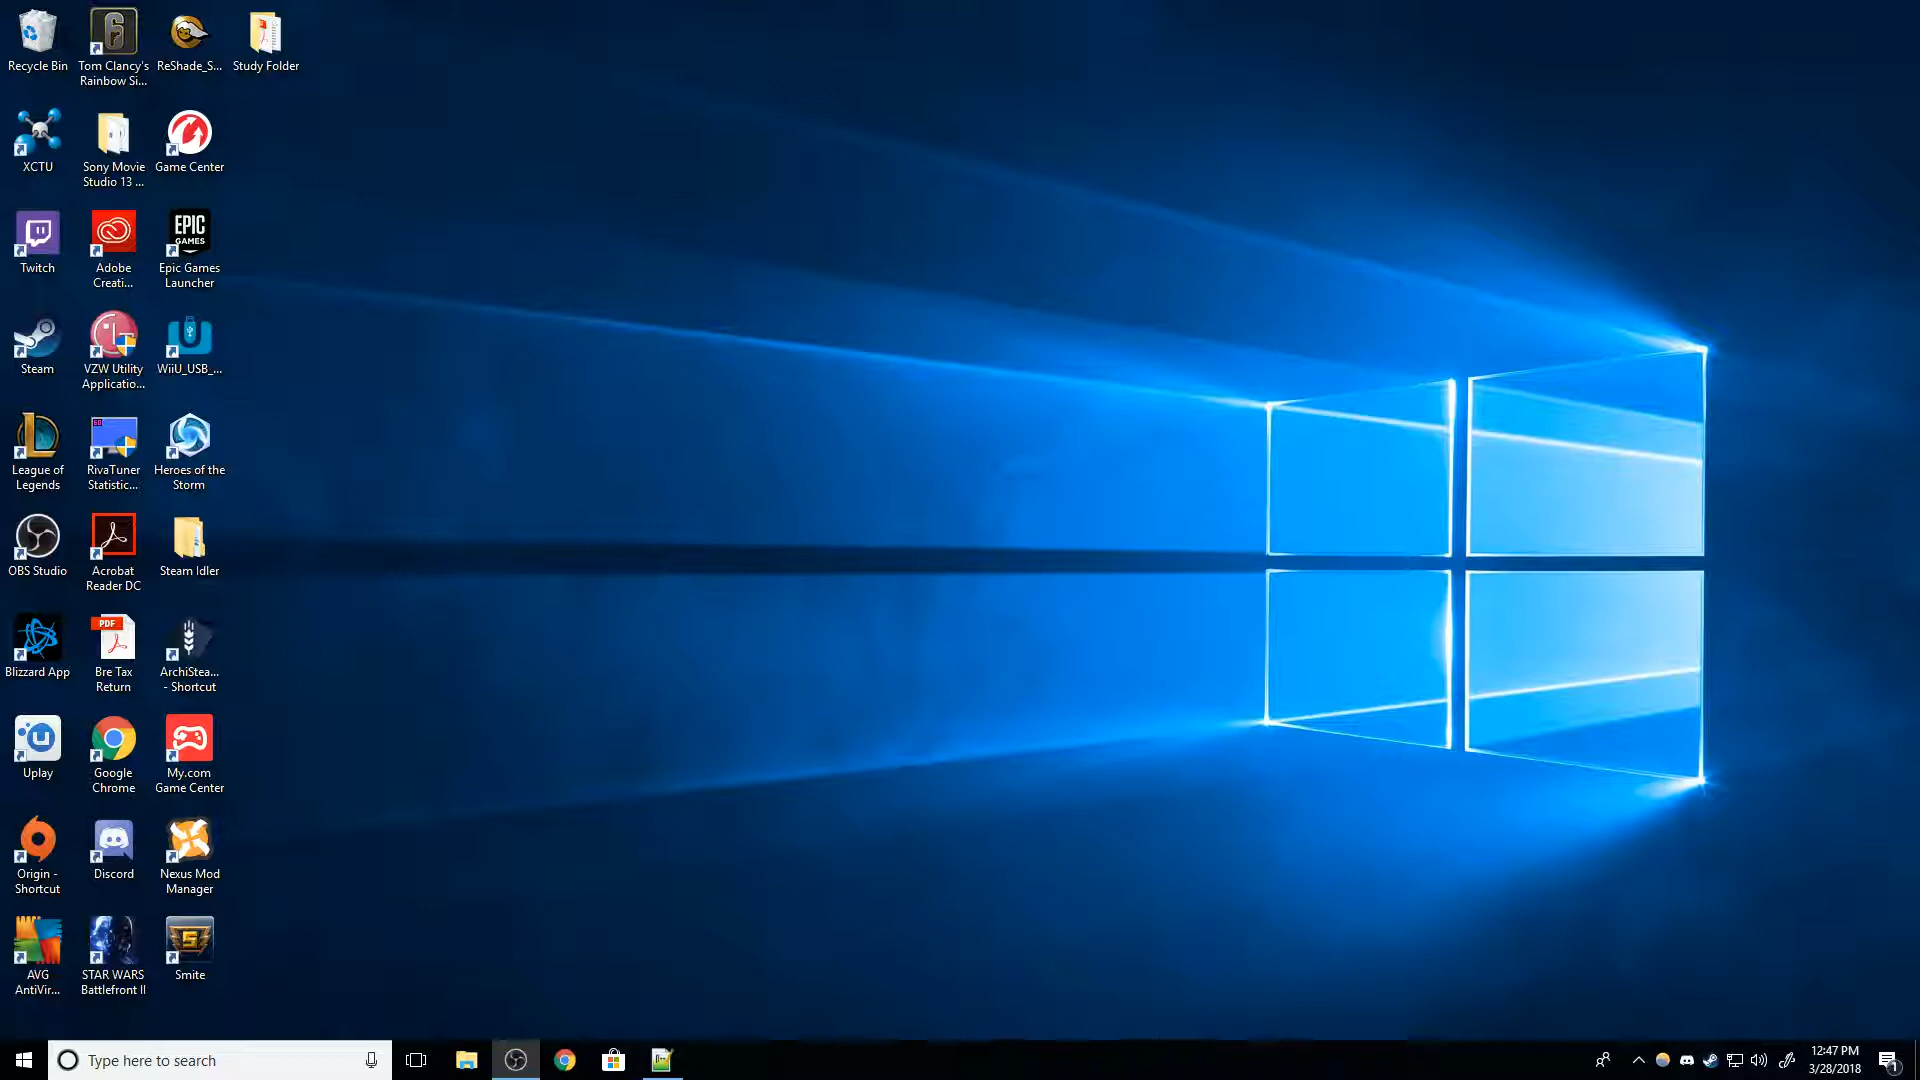 Recycle Bin
Tom Clancy's
Rainbow Si...
ReShade_S...
Study Folder
XCTU
Sony Movie
Studio 13 ...
Game Center
Twitch
Adobe
Creati...
EPIC
GAMES
Epic Games
Launcher
Steam
VZW Utility
Applicatio...
WiiU_USB_...
League of
Legends
60
RivaTuner
Statistic...
Heroes of the
Storm
OBS Studio
Acrobat
Reader DC
Steam Idler
Blizzard App
PDF
Bre Tax
Return
ArchiStea...
- Shortcut
Uplay
Google
Chrome
My.com
Game Center
Origin -
Shortcut
Discord
Nexus Mod
Manager
AVG
AntiVir...
STAR WARS
Battlefront II
Smite
Type here to search
12:47 PM
3/28/2018
1